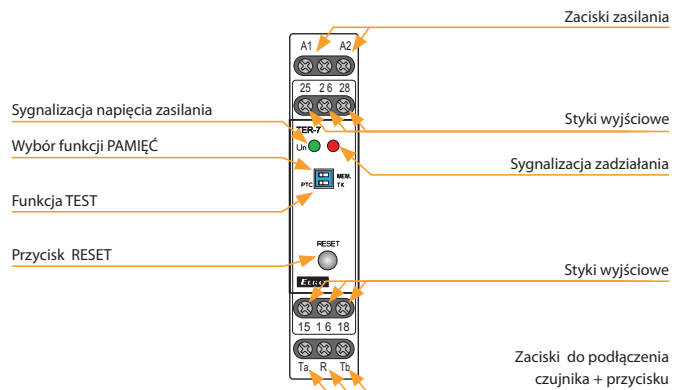 Zaciski zasilania
A1 A2
25 26 28
Sygnalizacja napięcia zasilania
Styki wyjściowe
TER-7
Un
Wybór funkcji PAMIĘĆ
Sygnalizacja zadziałania
MEM.
PTC TK
Funkcja TEST
RESET
Przycisk RESET
Styki wyjściowe
ELKO
15 16 18
Ta R Tb
Zaciski do podłączenia
czujnika + przycisku